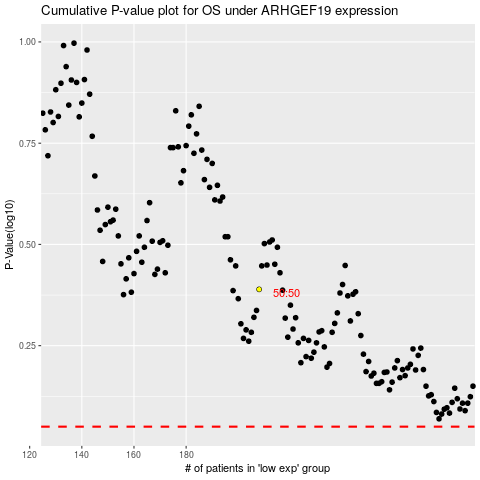 Cumulative P-value plot for OS under ARHGEF19 expression
1.00
0.75
0.50
0.25
P-Value(log10)
50:50
120 140 160 180
# of patients in 'low exp' group